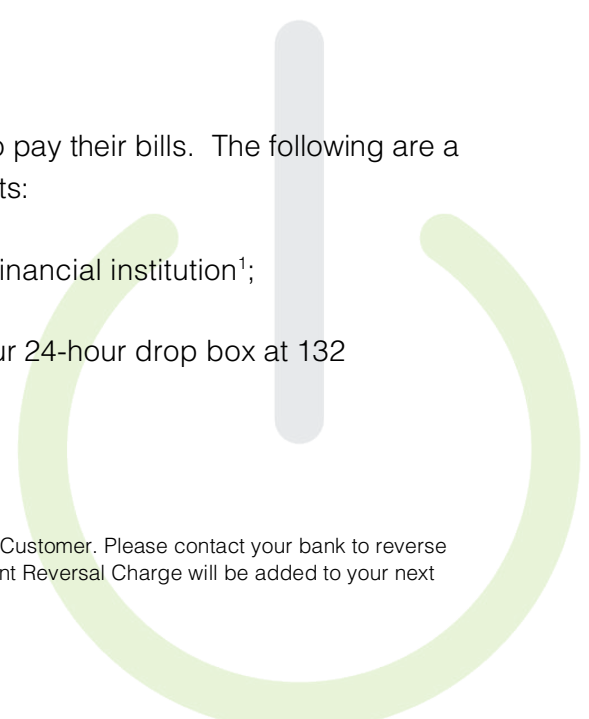 pay their bills.  The following are a
ts:
inancial institution¹;
ur 24-hour drop box at 132
Customer. Please contact your bank to reverse
nt Reversal Charge will be added to your next